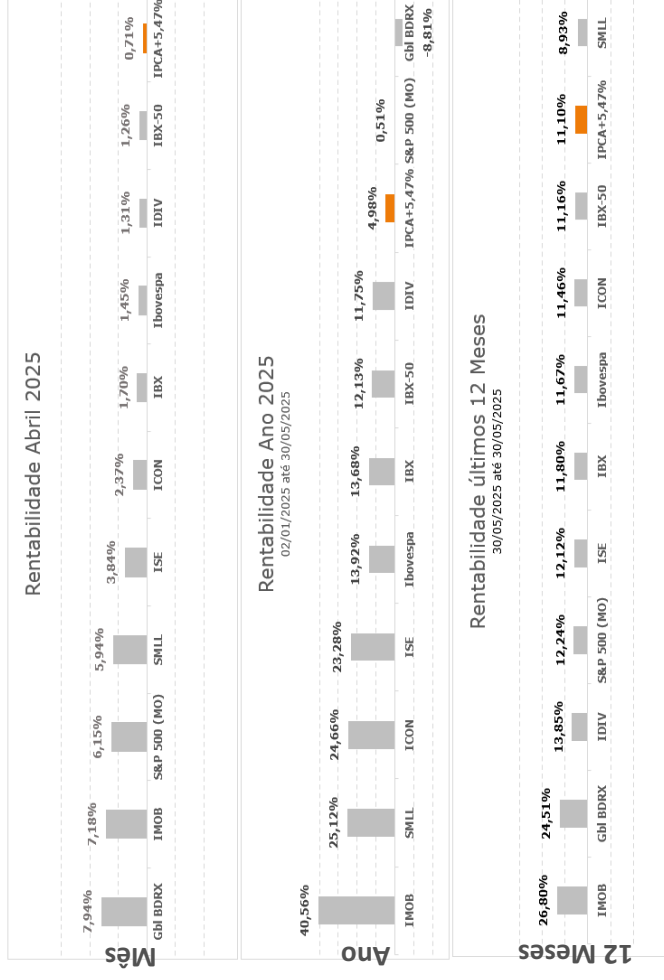 Mês
Rentabilidade Abril 2025
7,94%
7,18%
6,15%
5,94%
3,84%
2,37%
1,70%
1,45%
1,31%
1,26%
0,71%
Gbl BDRX
IMOB
S&P 500 (MO)
SMLL
ISE
ICON
IBX
Ibovespa
IDIV
IBX-50
IPCA+5,47%
Ano
Rentabilidade Ano 2025
02/01/2025 até 30/05/2025
40,56%
25,12%
24,66%
23,28%
13,92%
13,68%
12,13%
11,75%
4,98%
0,51%
-8,81%
IMOB
SMLL
ICON
ISE
Ibovespa
IBX
IBX-50
IDIV
IPCA+5,47%
S&P 500 (MO)
Gbl BDRX
12 Meses
Rentabilidade últimos 12 Meses
30/05/2025 até 30/05/2025
26,80%
24,51%
13,85%
12,24%
12,12%
11,80%
11,67%
11,46%
11,16%
11,10%
8,93%
IMOB
Gbl BDRX
IDIV
S&P 500 (MO)
ISE
IBX
Ibovespa
ICON
IBX-50
IPCA+5,47%
SMLL